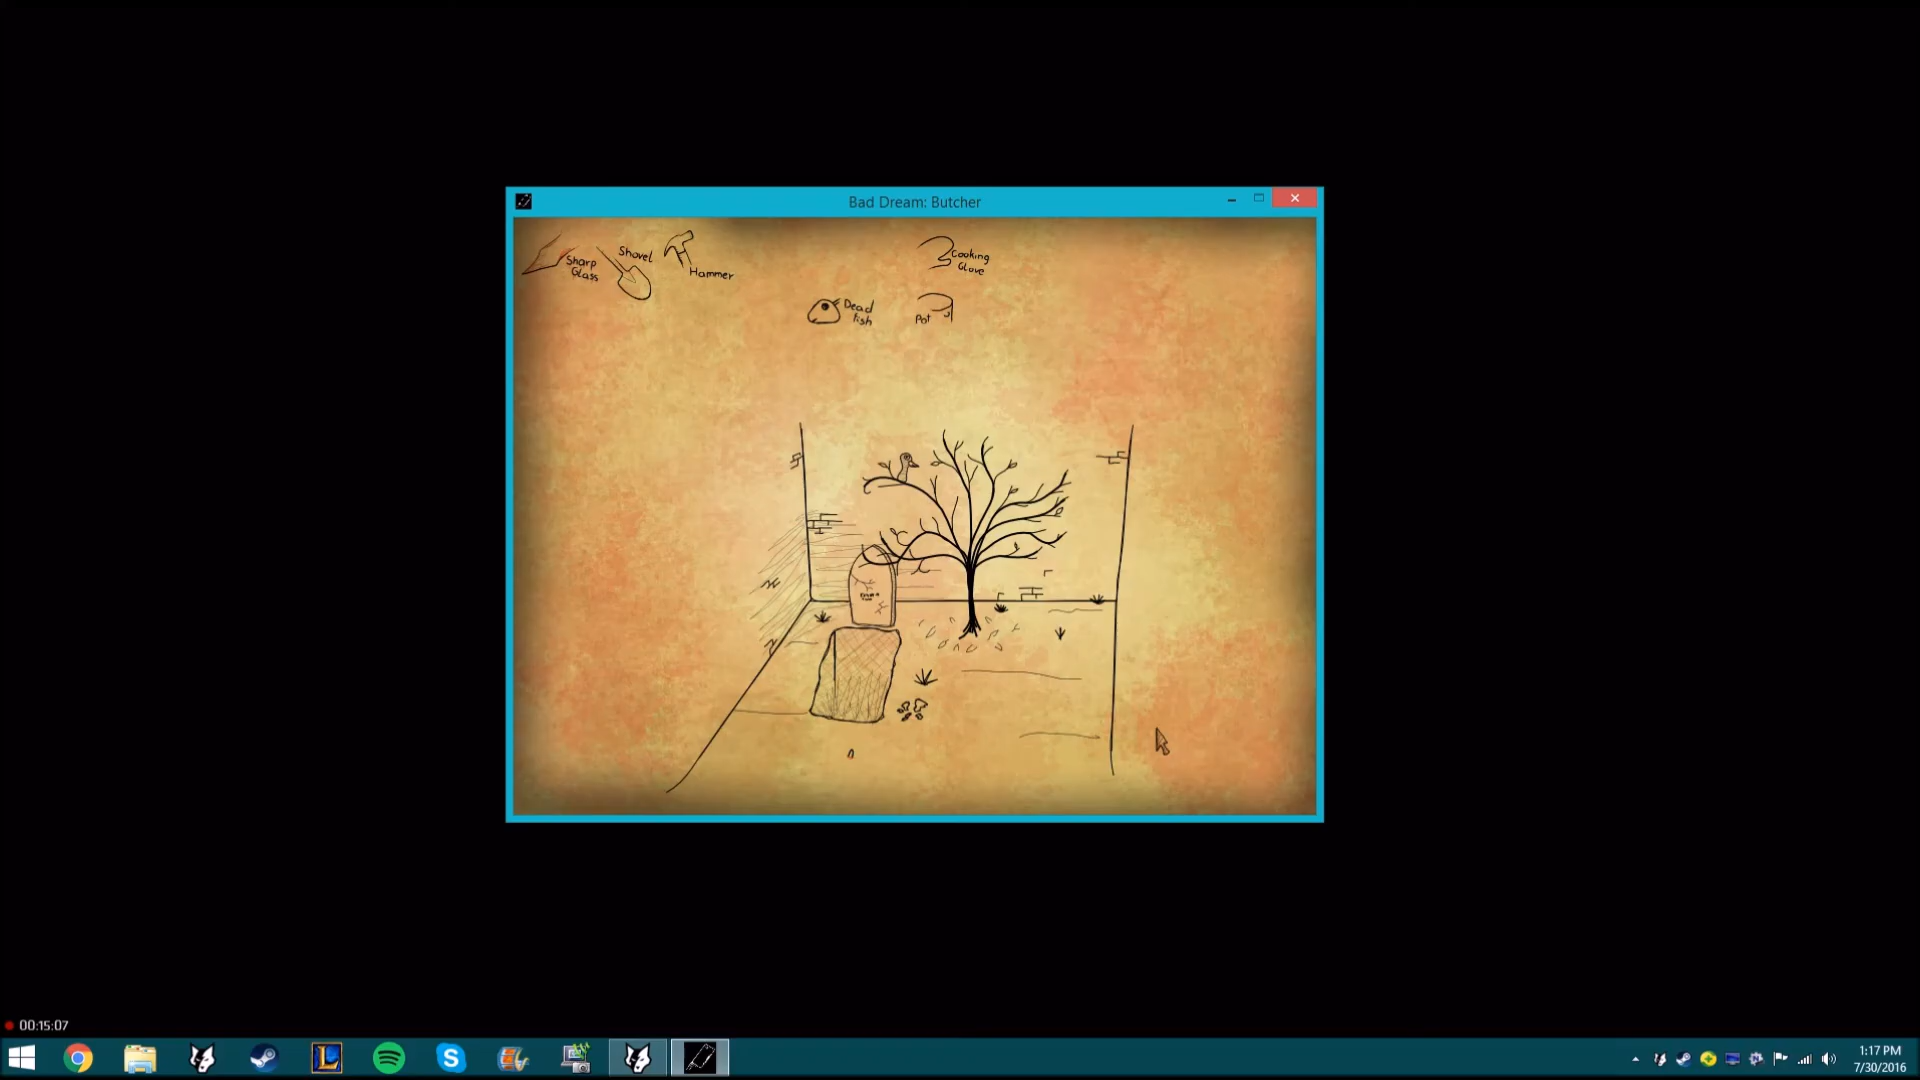 Bad Dream: Butcher
Sharp
Glass
Shovel
Hammer
Cooking
Glove
Dead
fish
Pot
00:15:07
1:17 PM
7/30/2016